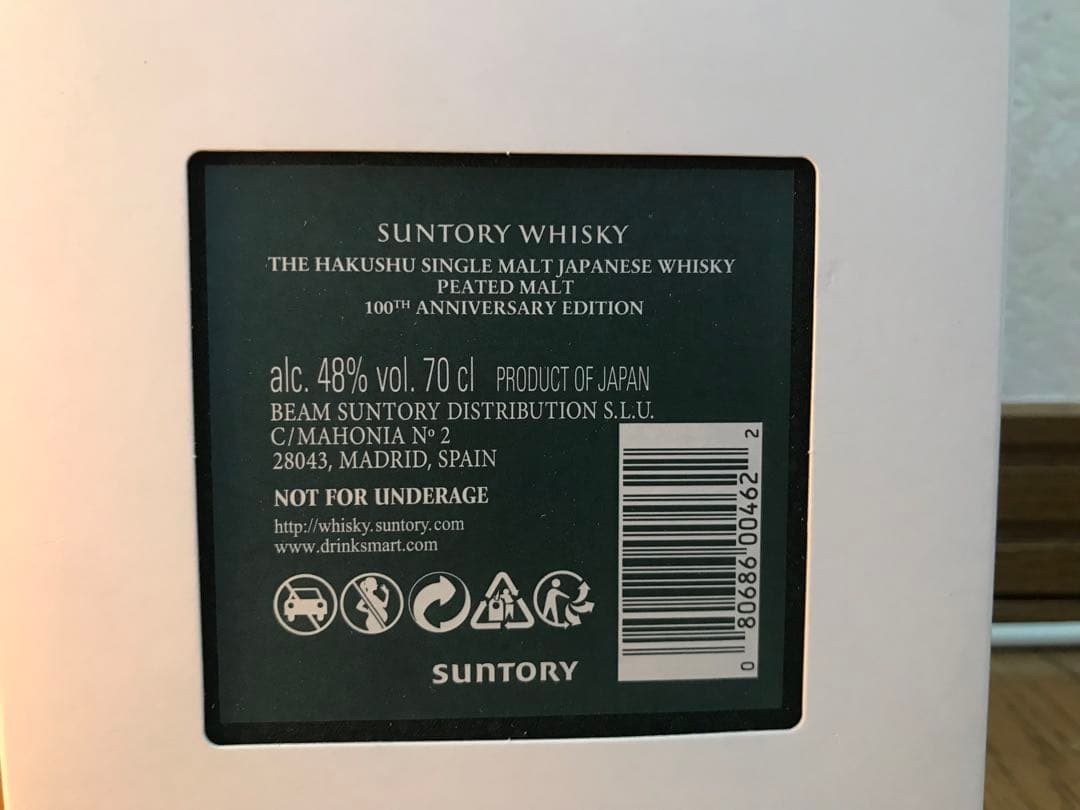 SUNTORY WHISKY
THE HAKUSHU SINGLE MALT JAPANESE WHISKY
PEATED MALT
100TH ANNIVERSARY EDITION
alc. 48% vol. 70 cl PRODUCT OF JAPAN
BEAM SUNTORY DISTRIBUTION S.L.U.
C/MAHONIA Nº 2
28043, MADRID, SPAIN
NOT FOR UNDERAGE
http://whisky.suntory.com
www.drinksmart.com
SUNTORY
0 80686 00462 2